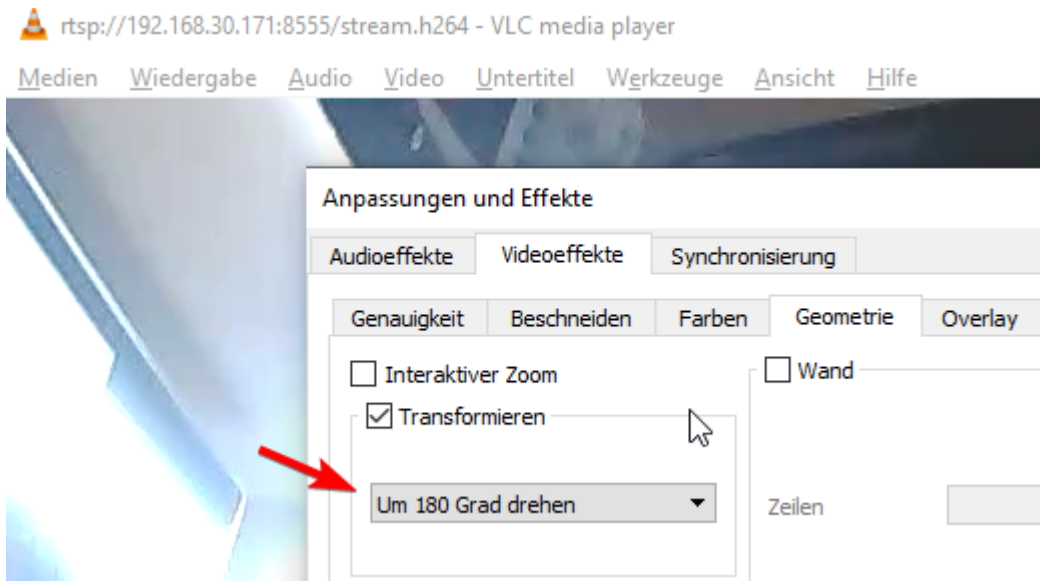 rtsp://192.168.30.171:8555/stream.h264 - VLC media player
Medien Wiedergabe Audio Video Untertitel Werkzeuge Ansicht Hilfe
Anpassungen und Effekte
Audioeffekte Videoeffekte Synchronisierung
Genauigkeit Beschneiden Farben Geometrie Overlay
Interaktiver Zoom Wand
Transformieren
Um 180 Grad drehen Zeilen